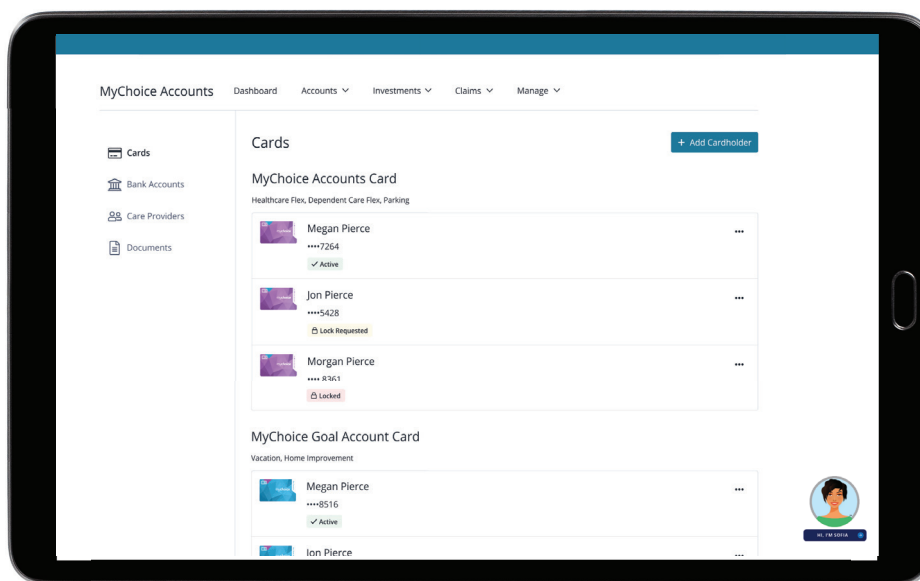 MyChoice Accounts Dashboard Accounts Investments Claims Manage
Cards
Bank Accounts
Care Providers
Documents
Cards
+ Add Cardholder
MyChoice Accounts Card
Healthcare Flex, Dependent Care Flex, Parking
Megan Pierce
••••7264
Active
•••
Jon Pierce
••••5428
Lock Requested
•••
Morgan Pierce
•••• 8361
Locked
•••
MyChoice Goal Account Card
Vacation, Home Improvement
Megan Pierce
••••8516
Active
•••
Jon Pierce
•••
HI, I'M SOFIA